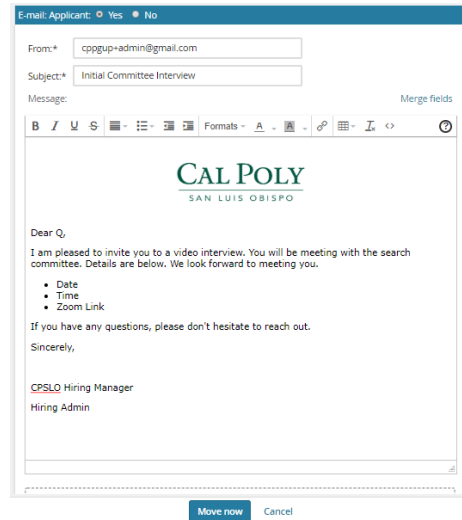 E-mail: Applicant: Yes No
From:* cppgup+admin@gmail.com
Subject:* Initial Committee Interview
Message: Merge fields
B I U S Formats A A Ix <> ?
CAL POLY
SAN LUIS OBISPO
Dear Q,
I am pleased to invite you to a video interview. You will be meeting with the search
committee. Details are below. We look forward to meeting you.
• Date
• Time
• Zoom Link
If you have any questions, please don't hesitate to reach out.
Sincerely,
CPSLO Hiring Manager
Hiring Admin
Move now Cancel